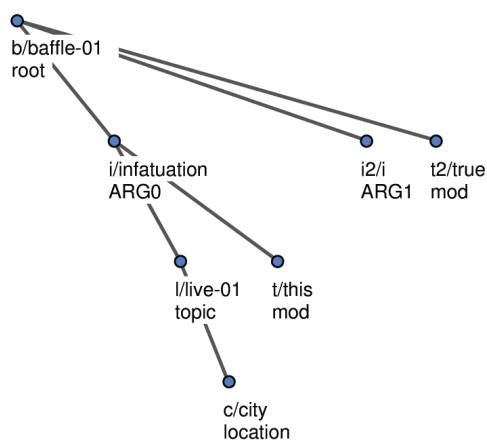 b/baffle-01
root
i/infatuation
ARG0
i2/i
ARG1
t2/true
mod
l/live-01
topic
t/this
mod
c/city
location